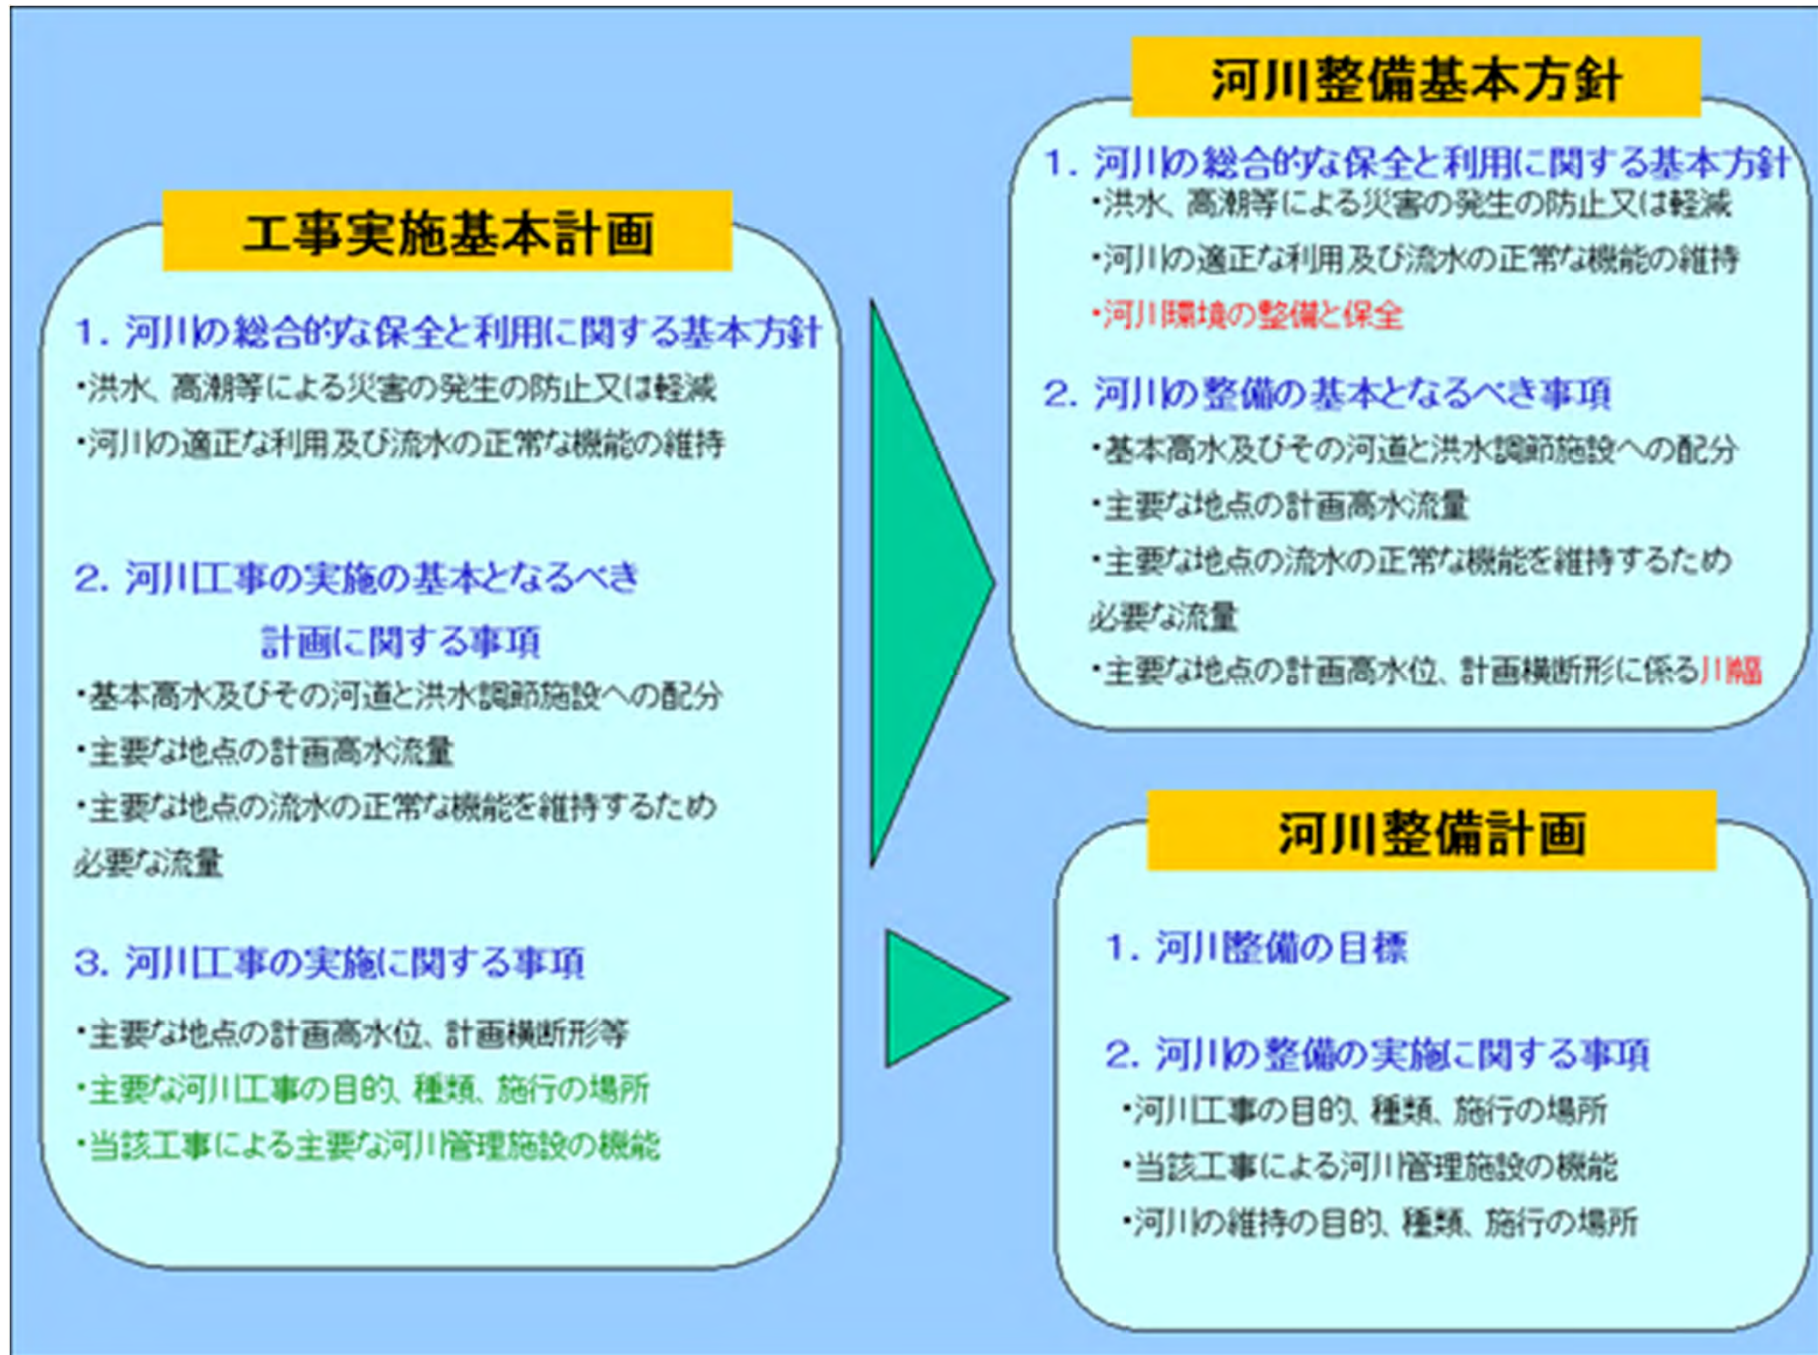 工事実施基本計画
1. 河川の総合的な保全と利用に関する基本方針
・洪水、高潮等による災害の発生の防止又は軽減
・河川の適正な利用及び流水の正常な機能の維持
2. 河川工事の実施の基本となるべき
計画に関する事項
・基本高水及びその河道と洪水調節施設への配分
・主要な地点の計画高水流量
・主要な地点の流水の正常な機能を維持するため
必要な流量
3. 河川工事の実施に関する事項
・主要な地点の計画高水位、計画横断形等
・主要な河川工事の目的、種類、施行の場所
・当該工事による主要な河川管理施設の機能
河川整備基本方針
1. 河川の総合的な保全と利用に関する基本方針
・洪水、高潮等による災害の発生の防止又は軽減
・河川の適正な利用及び流水の正常な機能の維持
・河川環境の整備と保全
2. 河川の整備の基本となるべき事項
・基本高水及びその河道と洪水調節施設への配分
・主要な地点の計画高水流量
・主要な地点の流水の正常な機能を維持するため
必要な流量
・主要な地点の計画高水位、計画横断形に係る川幅
河川整備計画
1. 河川整備の目標
2. 河川の整備の実施に関する事項
・河川工事の目的、種類、施行の場所
・当該工事による河川管理施設の機能
・河川の維持の目的、種類、施行の場所